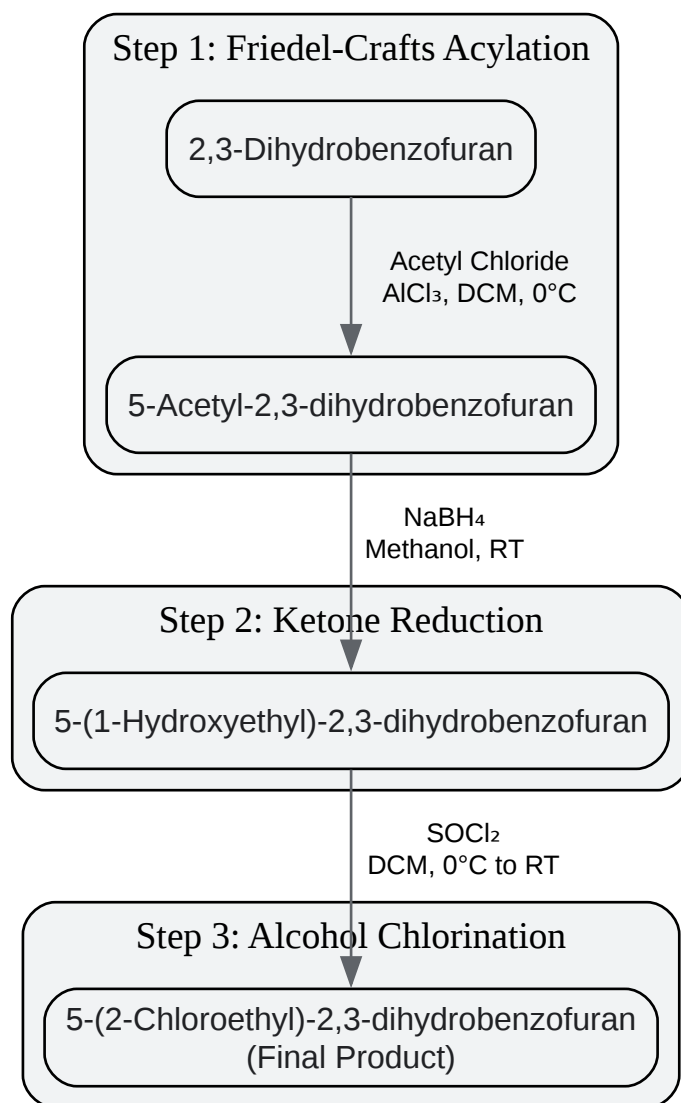 Step 1: Friedel-Crafts Acylation
2,3-Dihydrobenzofuran
Acetyl Chloride
AlCl₃, DCM, 0°C
5-Acetyl-2,3-dihydrobenzofuran
NaBH₄
Methanol, RT
Step 2: Ketone Reduction
5-(1-Hydroxyethyl)-2,3-dihydrobenzofuran
SOCl₂
DCM, 0°C to RT
Step 3: Alcohol Chlorination
5-(2-Chloroethyl)-2,3-dihydrobenzofuran
(Final Product)